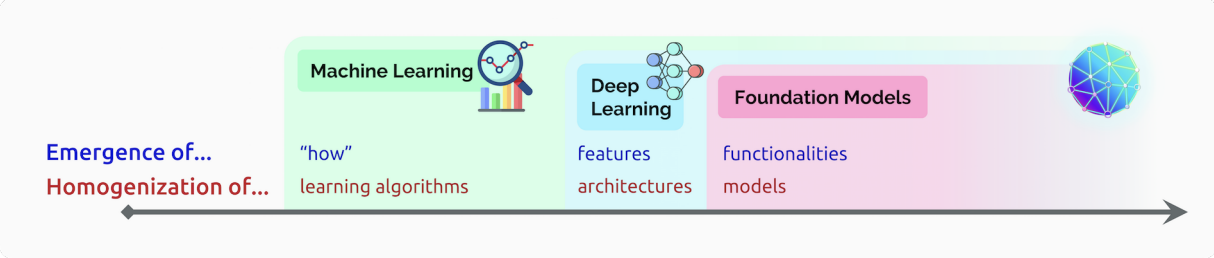 Machine Learning
Deep
Learning
Foundation Models
Emergence of... “how” features functionalities
Homogenization of... learning algorithms architectures models